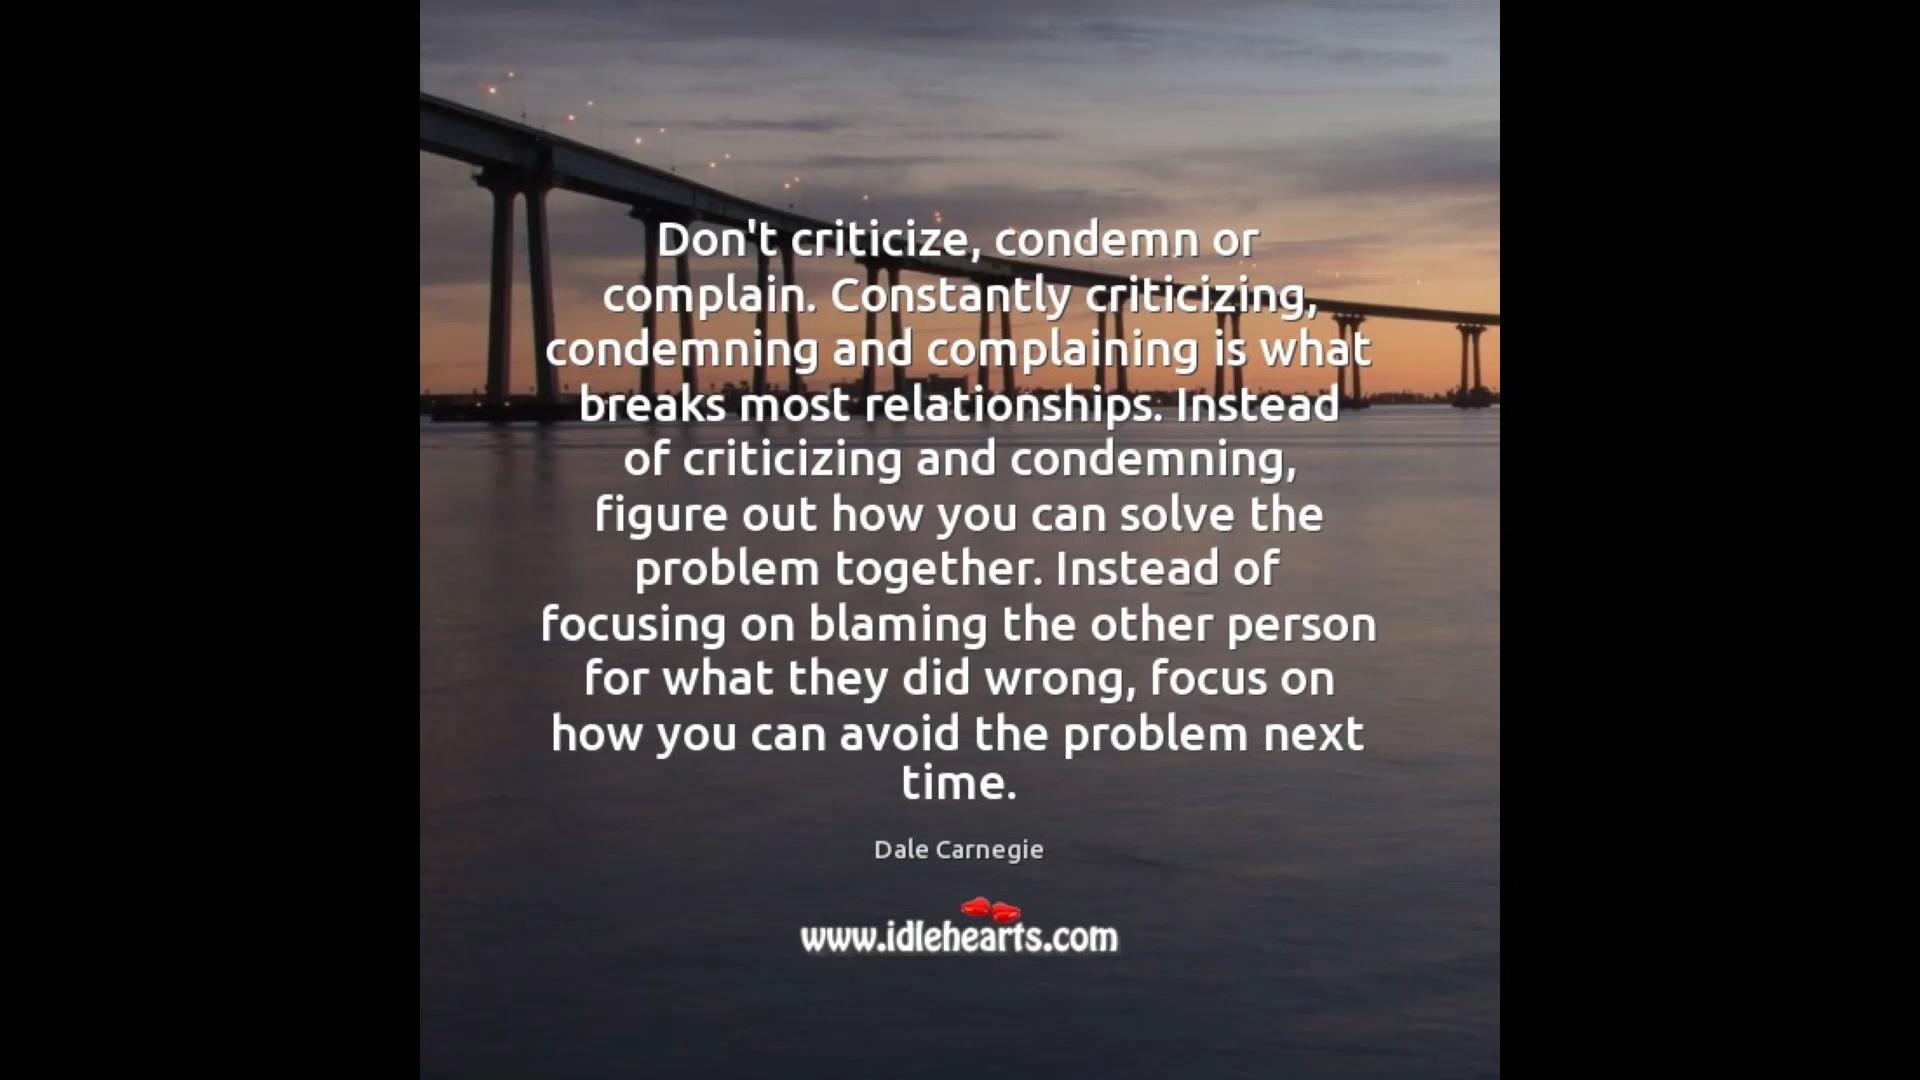 Don't criticize, condemn or
complain. Constantly criticizing,
condemning and complaining is what
breaks most relationships. Instead
of criticizing and condemning,
figure out how you can solve the
problem together. Instead of
focusing on blaming the other person
for what they did wrong, focus on
how you can avoid the problem next
time.
Dale Carnegie
www.idlehearts.com